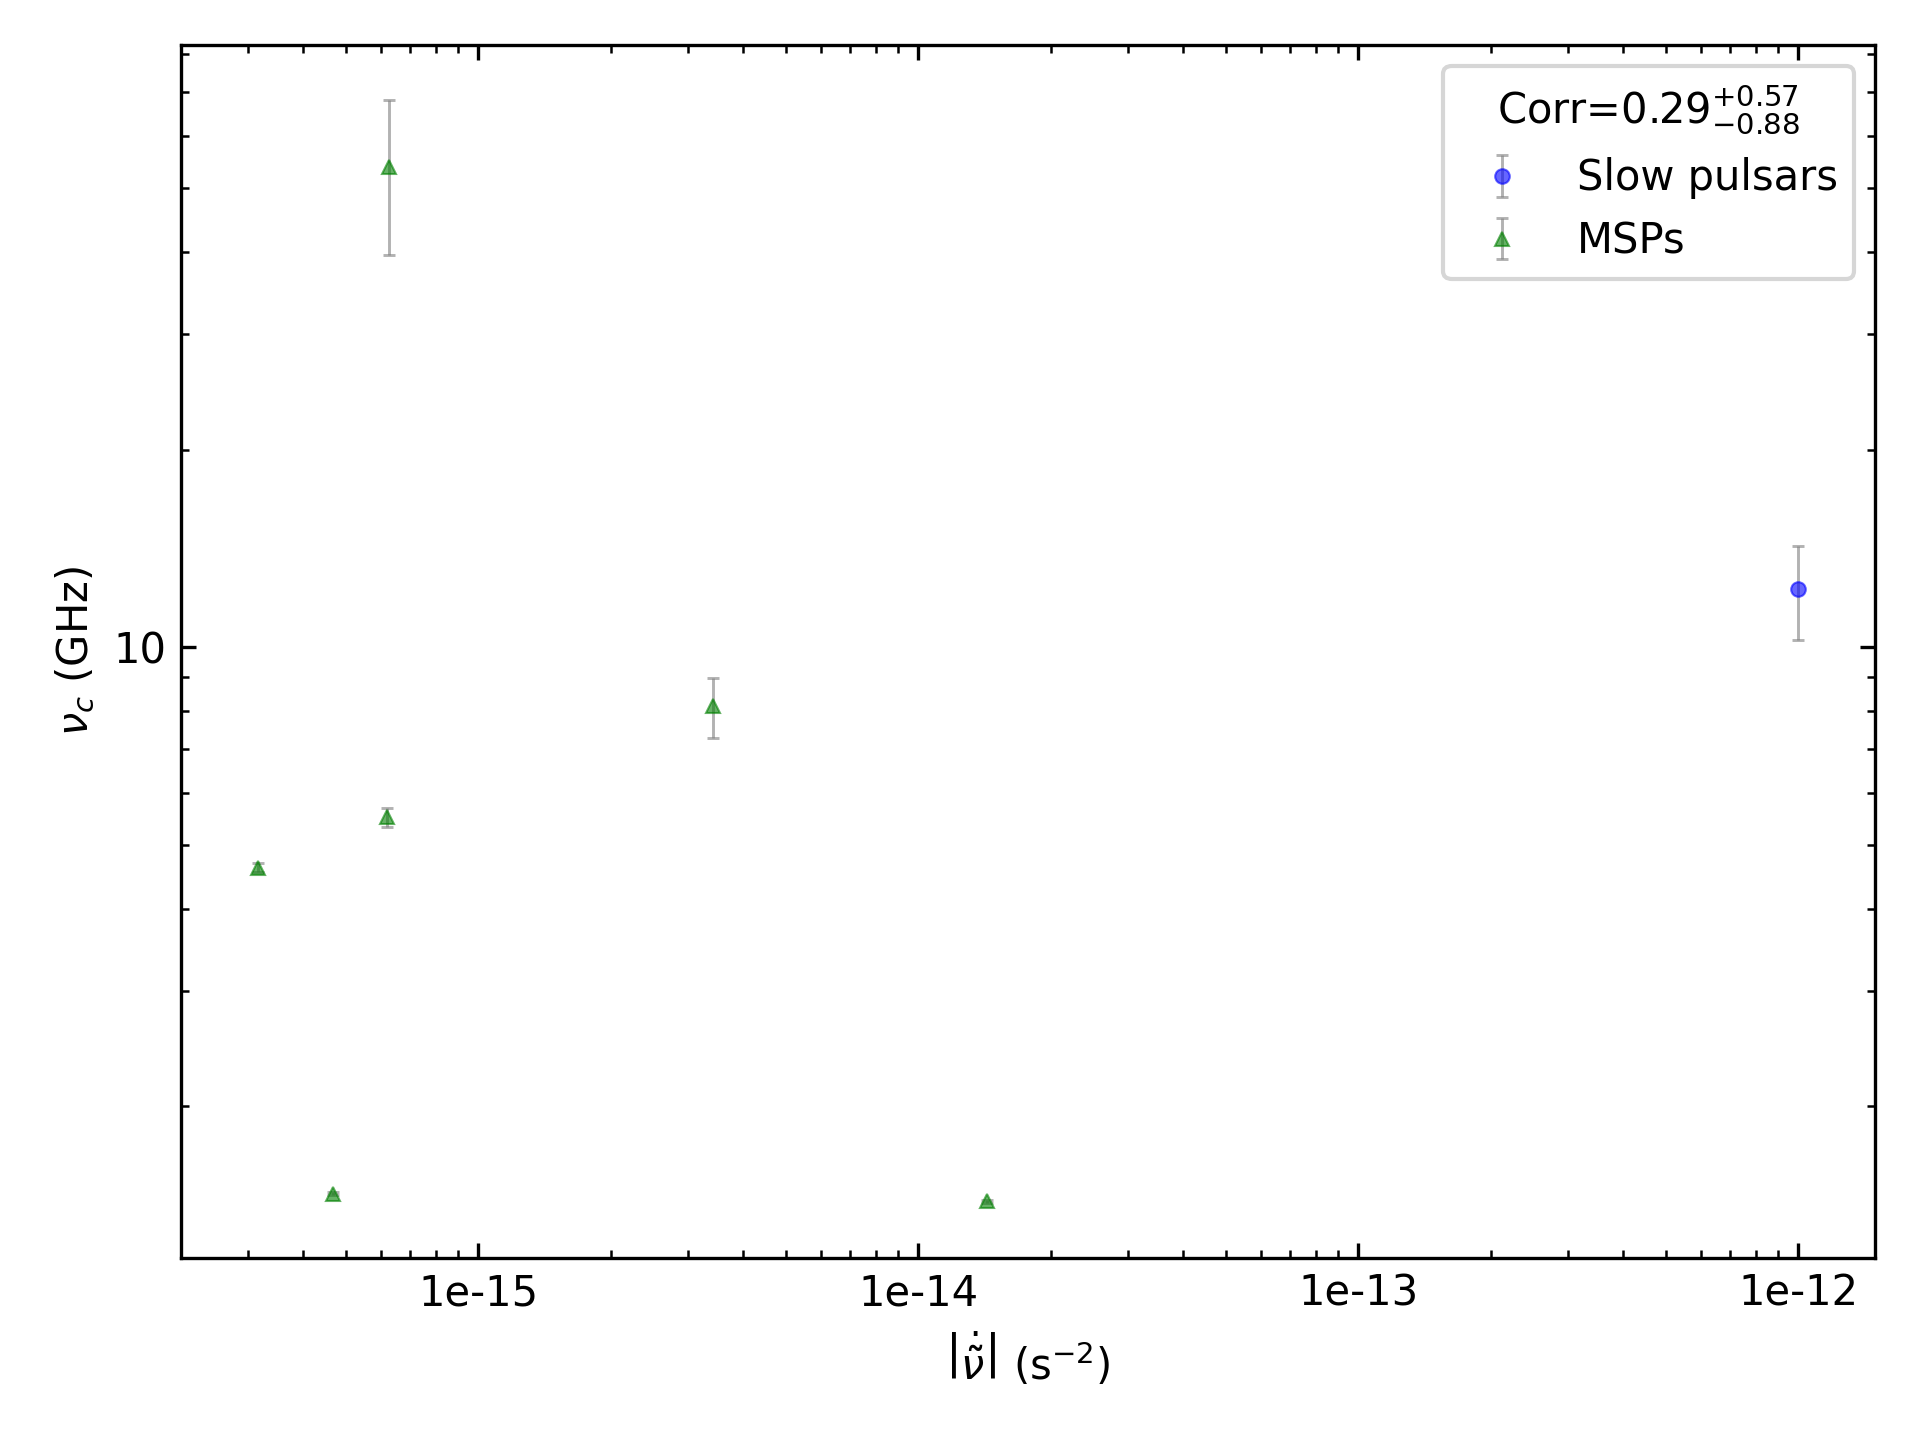 Corr=0.29^{+0.57}_{−0.88}
Slow pulsars
MSPs
ν_c (GHz)
10
1e-15 1e-14 1e-13 1e-12
|ν̃̇| (s⁻²)